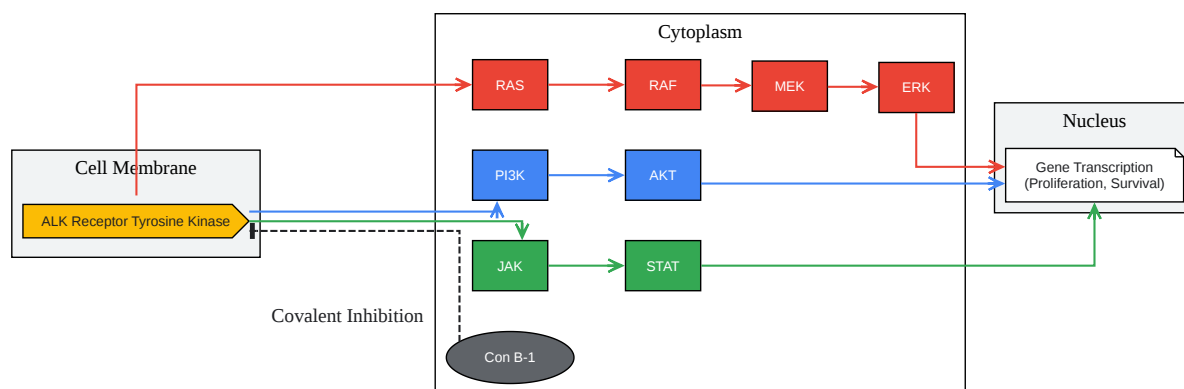 Cytoplasm
RAS
RAF
MEK
ERK
Nucleus
Gene Transcription
(Proliferation, Survival)
Cell Membrane
ALK Receptor Tyrosine Kinase
PI3K
AKT
JAK
STAT
Covalent Inhibition
Con B-1